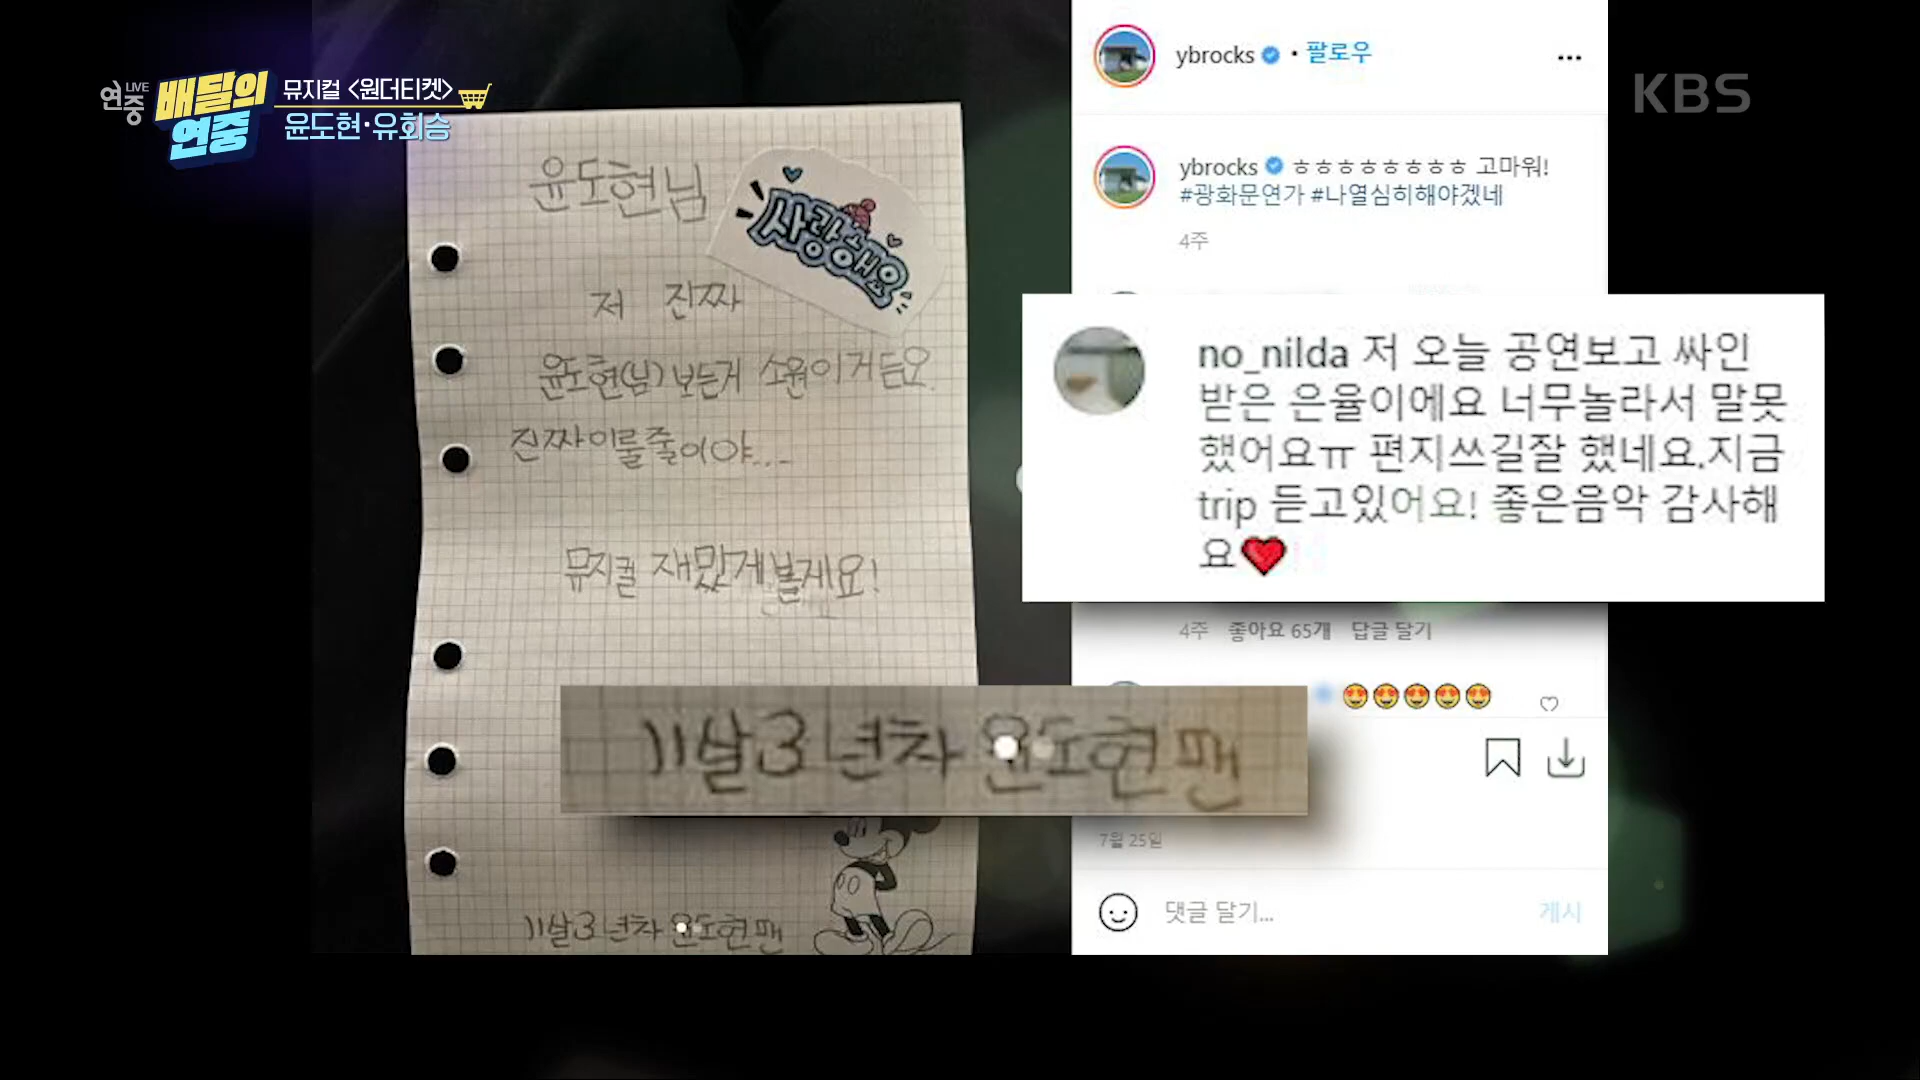 연중
LIVE
배달의
연중
뮤지컬 <원더티켓>
윤도현·유회승
KBS
윤도현님
사랑해요
저 진짜
윤도현(님) 보는거 소원이거든요.
진짜이룰줄이야...
뮤지컬 재밌게볼게요!
11살3년차 윤도현팬
11살3년차 윤도현팬
ybrocks • 팔로우
ybrocks ㅎㅎㅎㅎㅎㅎㅎㅎ 고마워!
#광화문연가 #나열심히해야겠네
4주
no_nilda 저 오늘 공연보고 싸인
받은 은율이에요 너무놀라서 말못
했어요ㅠ 편지쓰길잘 했네요.지금
trip 듣고있어요! 좋은음악 감사해
요❤️
4주 좋아요 65개 답글 달기
😍😍😍😍😍
7월 25일
댓글 달기...
게시